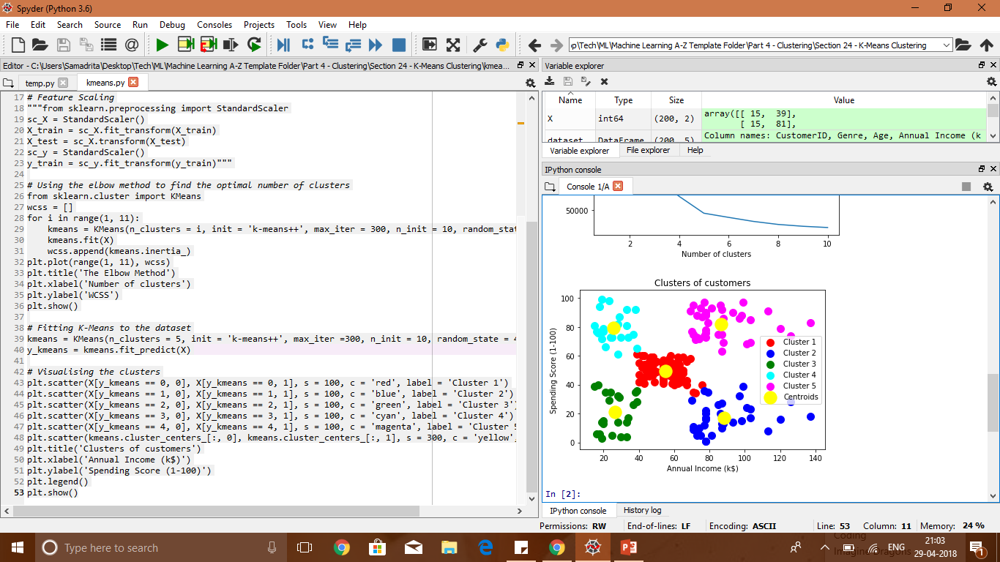 Spyder (Python 3.6)
File Edit Search Source Run Debug Consoles Projects Tools View Help
p\Tech\ML\Machine Learning A-Z Template Folder\Part 4 - Clustering\Section 24 - K-Means Clustering
Editor - C:\Users\Samadrita\Desktop\Tech\ML\Machine Learning A-Z Template Folder\Part 4 - Clustering\Section 24 - K-Means Clustering\kmea...
temp.py kmeans.py
17 # Feature Scaling
18 """from sklearn.preprocessing import StandardScaler
19 sc_X = StandardScaler()
20 X_train = sc_X.fit_transform(X_train)
21 X_test = sc_X.transform(X_test)
22 sc_y = StandardScaler()
23 y_train = sc_y.fit_transform(y_train)"""
24
25 # Using the elbow method to find the optimal number of clusters
26 from sklearn.cluster import KMeans
27 wcss = []
28 for i in range(1, 11):
29     kmeans = KMeans(n_clusters = i, init = 'k-means++', max_iter = 300, n_init = 10, random_stat
30     kmeans.fit(X)
31     wcss.append(kmeans.inertia_)
32 plt.plot(range(1, 11), wcss)
33 plt.title('The Elbow Method')
34 plt.xlabel('Number of clusters')
35 plt.ylabel('WCSS')
36 plt.show()
37
38 # Fitting K-Means to the dataset
39 kmeans = KMeans(n_clusters = 5, init = 'k-means++', max_iter =300, n_init = 10, random_state = 4
40 y_kmeans = kmeans.fit_predict(X)
41
42 # Visualising the clusters
43 plt.scatter(X[y_kmeans == 0, 0], X[y_kmeans == 0, 1], s = 100, c = 'red', label = 'Cluster 1')
44 plt.scatter(X[y_kmeans == 1, 0], X[y_kmeans == 1, 1], s = 100, c = 'blue', label = 'Cluster 2')
45 plt.scatter(X[y_kmeans == 2, 0], X[y_kmeans == 2, 1], s = 100, c = 'green', label = 'Cluster 3')
46 plt.scatter(X[y_kmeans == 3, 0], X[y_kmeans == 3, 1], s = 100, c = 'cyan', label = 'Cluster 4')
47 plt.scatter(X[y_kmeans == 4, 0], X[y_kmeans == 4, 1], s = 100, c = 'magenta', label = 'Cluster 5
48 plt.scatter(kmeans.cluster_centers_[:, 0], kmeans.cluster_centers_[:, 1], s = 300, c = 'yellow',
49 plt.title('Clusters of customers')
50 plt.xlabel('Annual Income (k$)')
51 plt.ylabel('Spending Score (1-100)')
52 plt.legend()
53 plt.show()
Variable explorer
Name Type Size Value
X int64 (200, 2) array([[ 15, 39],
[ 15, 81],
dataset DataFrame (200, 5) Column names: CustomerID, Genre, Age, Annual Income (k
Variable explorer File explorer Help
IPython console
Console 1/A
50000
2 4 6 8 10
Number of clusters
Clusters of customers
Spending Score (1-100)
100
80
60
40
20
0
Cluster 1
Cluster 2
Cluster 3
Cluster 4
Cluster 5
Centroids
20 40 60 80 100 120 140
Annual Income (k$)
In [2]:
IPython console History log
Permissions: RW End-of-lines: LF Encoding: ASCII Line: 53 Column: 11 Memory: 24 %
Type here to search
ENG
21:03
29-04-2018
1
Coding
Imagine Dragons